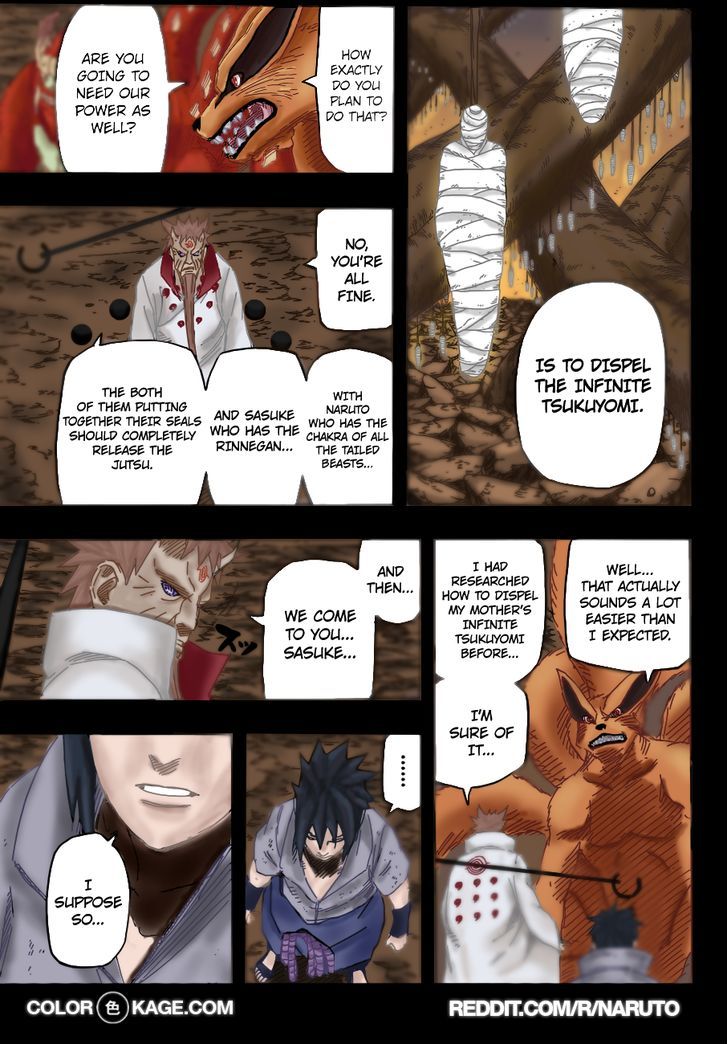 IS TO DISPEL
THE INFINITE
TSUKUYOMI.
HOW
EXACTLY
DO YOU
PLAN TO
DO THAT?
ARE YOU
GOING TO
NEED OUR
POWER AS
WELL?
NO,
YOU'RE
ALL
FINE.
WITH
NARUTO
WHO HAS THE
CHAKRA OF ALL
THE TAILED
BEASTS...
AND SASUKE
WHO HAS THE
RINNEGAN...
THE BOTH
OF THEM PUTTING
TOGETHER THEIR SEALS
SHOULD COMPLETELY
RELEASE THE
JUTSU.
WELL...
THAT ACTUALLY
SOUNDS A LOT
EASIER THAN
I EXPECTED.
I HAD
RESEARCHED
HOW TO DISPEL
MY MOTHER'S
INFINITE
TSUKUYOMI
BEFORE...
I'M
SURE OF
IT...
AND
THEN...
WE COME
TO YOU...
SASUKE...
スッ
......
I
SUPPOSE
SO...
COLOR 色 KAGE.COM
REDDIT.COM/R/NARUTO